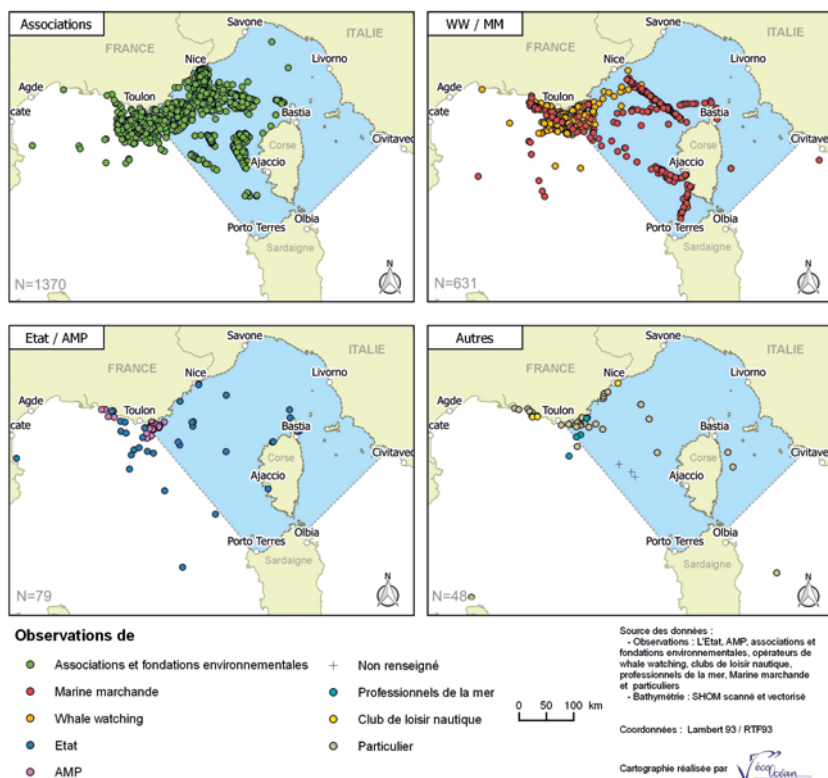 Associations
FRANCE
ITALIE
Savone
Nice
Livorno
Agde
Toulon
cate
Bastia
Civitavec
Corse
Ajaccio
Porto Terres
Olbia
Sardaigne
N=1370
N
WW / MM
FRANCE
ITALIE
Savone
Nice
Livorno
Agde
Toulon
cate
Bastia
Civitavec
Corse
Ajaccio
Porto Terres
Olbia
Sardaigne
N=631
N
Etat / AMP
FRANCE
ITALIE
Savone
Nice
Livorno
Agde
Toulon
cate
Bastia
Civitavec
Corse
Ajaccio
Porto Terres
Olbia
Sardaigne
N=79
N
Autres
FRANCE
ITALIE
Savone
Nice
Livorno
Agde
Toulon
cate
Bastia
Civitavec
Corse
Ajaccio
Porto Terres
Olbia
Sardaigne
N=48
N
Observations de
Associations et fondations environnementales
Marine marchande
Whale watching
Etat
AMP
Non renseigné
Professionnels de la mer
Club de loisir nautique
Particulier
0 50 100 km
Source des données :
- Observations : L'Etat, AMP, associations et
fondations environnementales, opérateurs de
whale watching, clubs de loisir nautique,
professionnels de la mer, Marine marchande
et particuliers
- Bathymétrie : SHOM scanné et vectorisé
Coordonnées : Lambert 93 / RTF93
Cartographie réalisée par écoOcéan